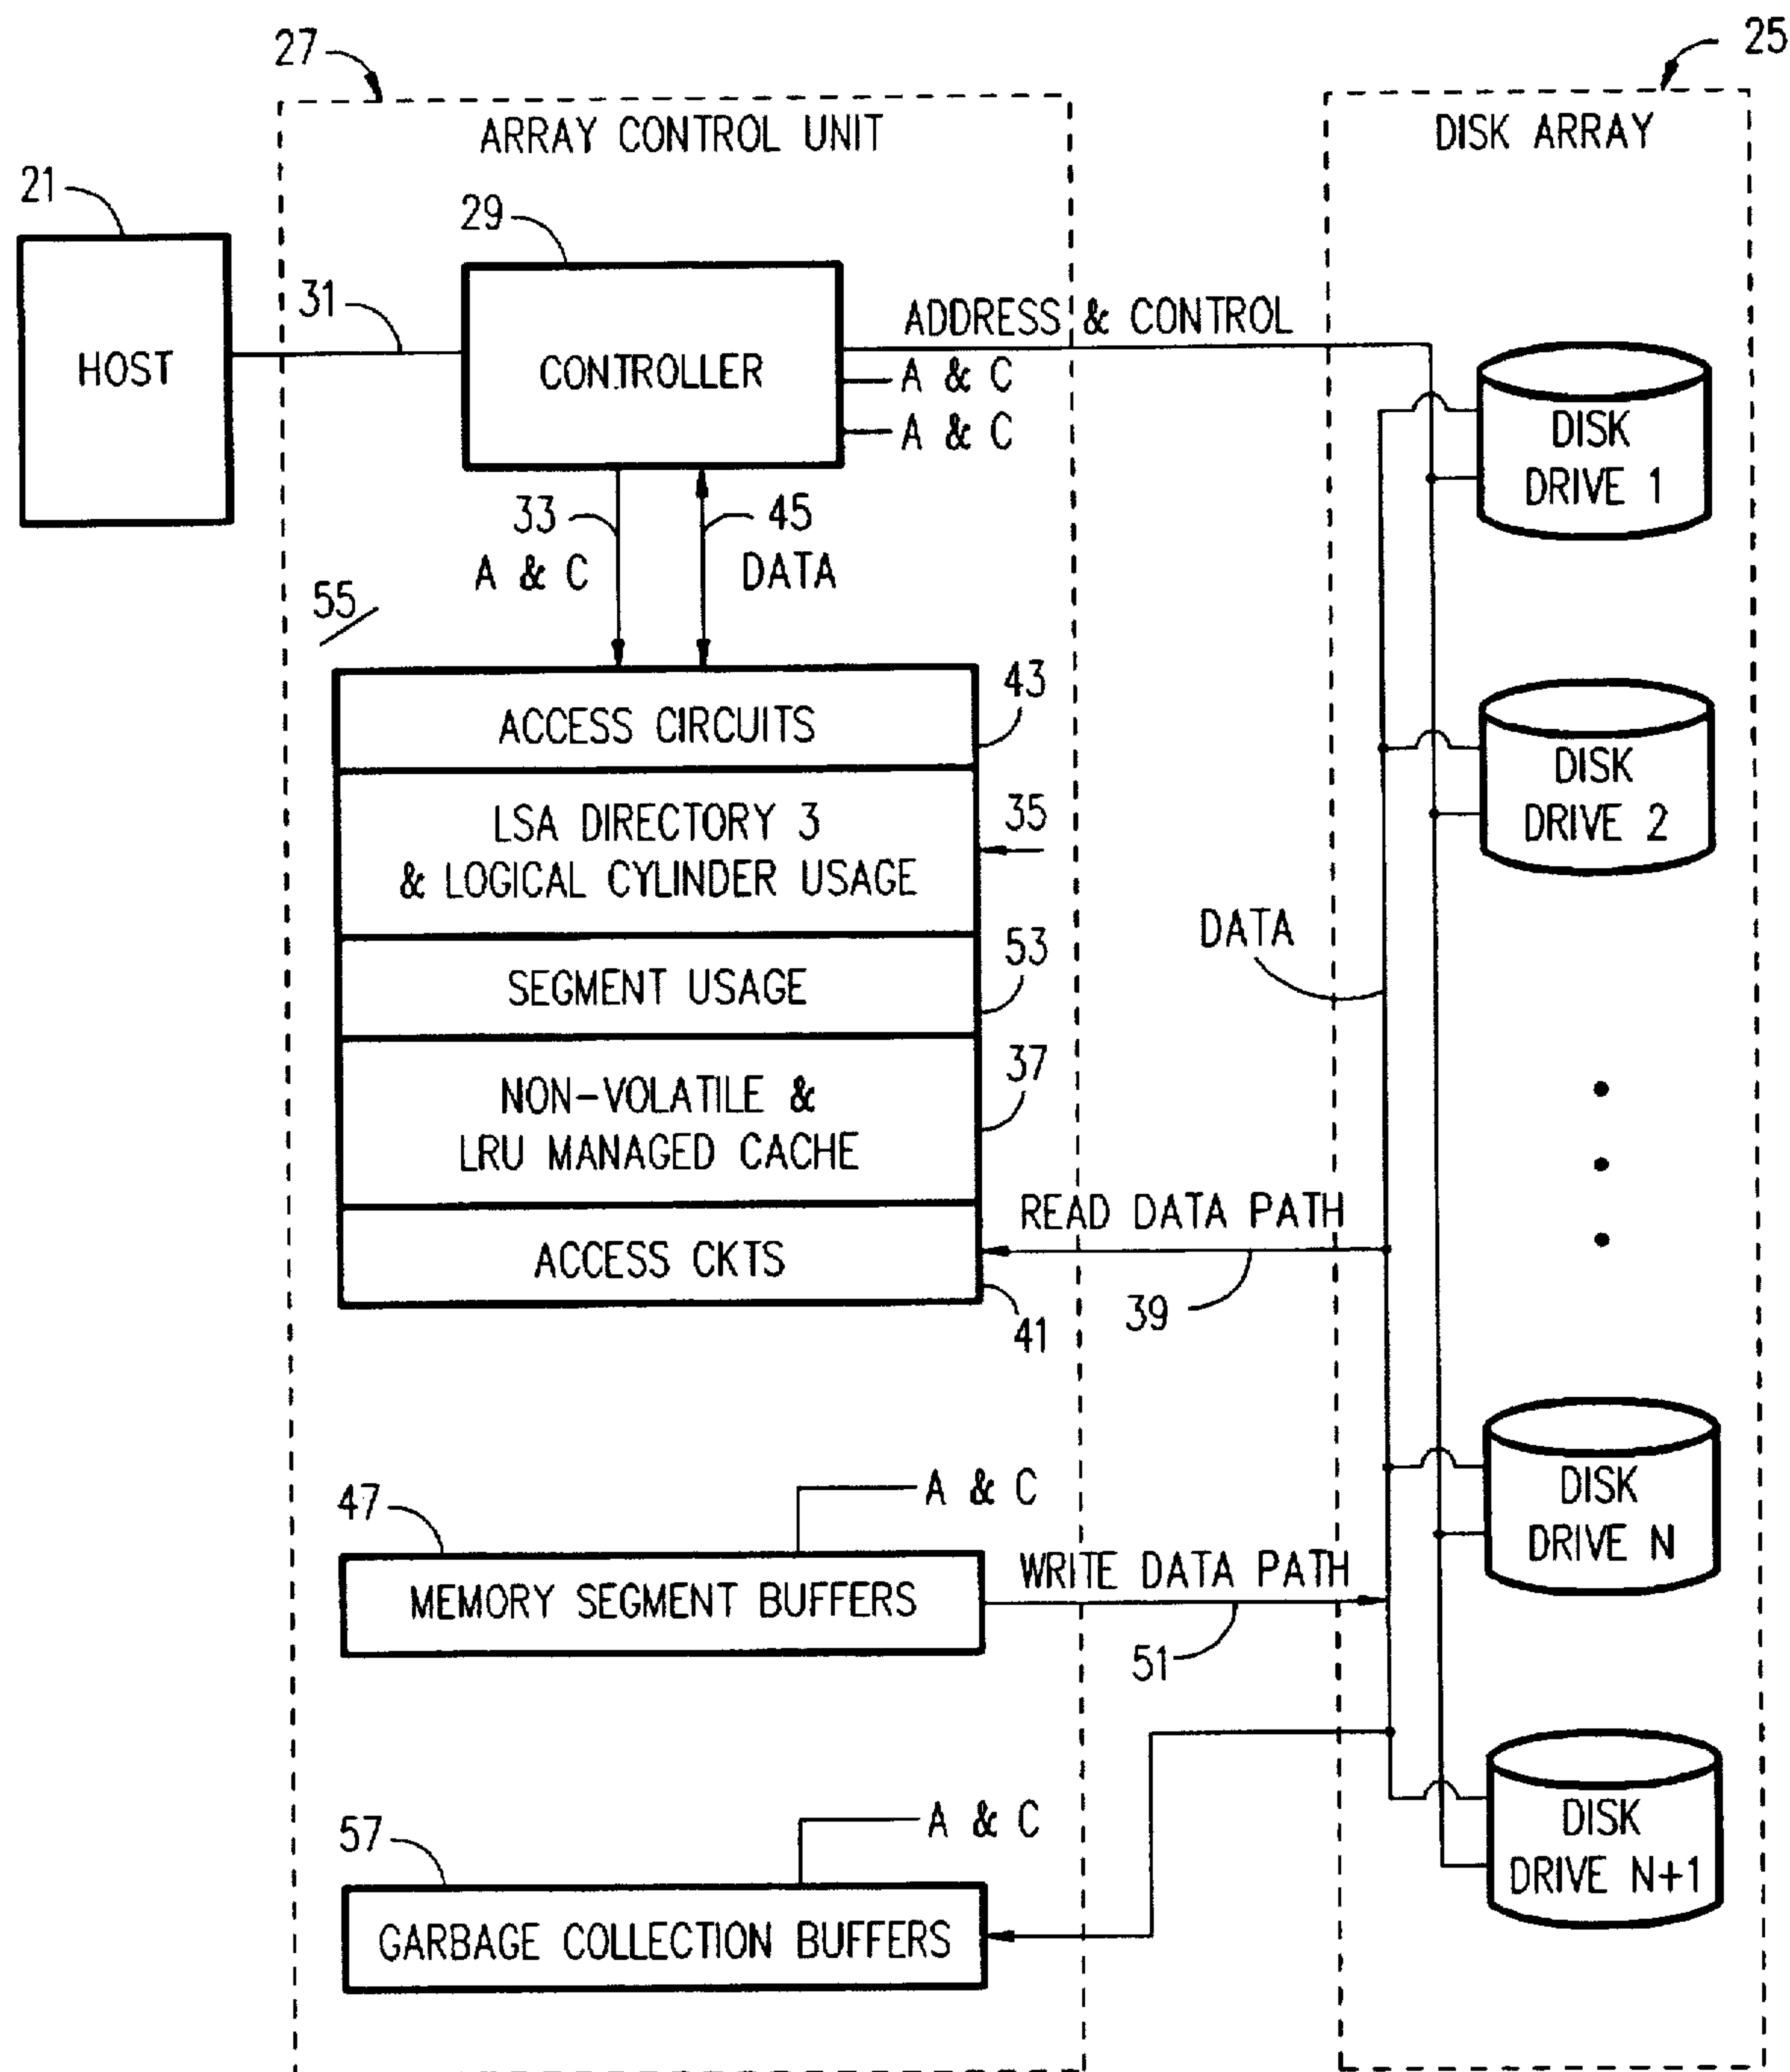 27
25
ARRAY CONTROL UNIT
DISK ARRAY
21
29
31
ADDRESS & CONTROL
HOST
CONTROLLER
A & C
A & C
DISK
DRIVE 1
33
A & C
45
DATA
55
ACCESS CIRCUITS
43
DISK
DRIVE 2
LSA DIRECTORY 3
& LOGICAL CYLINDER USAGE
35
DATA
SEGMENT USAGE
53
NON-VOLATILE &
LRU MANAGED CACHE
37
READ DATA PATH
ACCESS CKTS
39
41
A & C
47
DISK
DRIVE N
MEMORY SEGMENT BUFFERS
WRITE DATA PATH
51
A & C
57
DISK
DRIVE N+1
GARBAGE COLLECTION BUFFERS